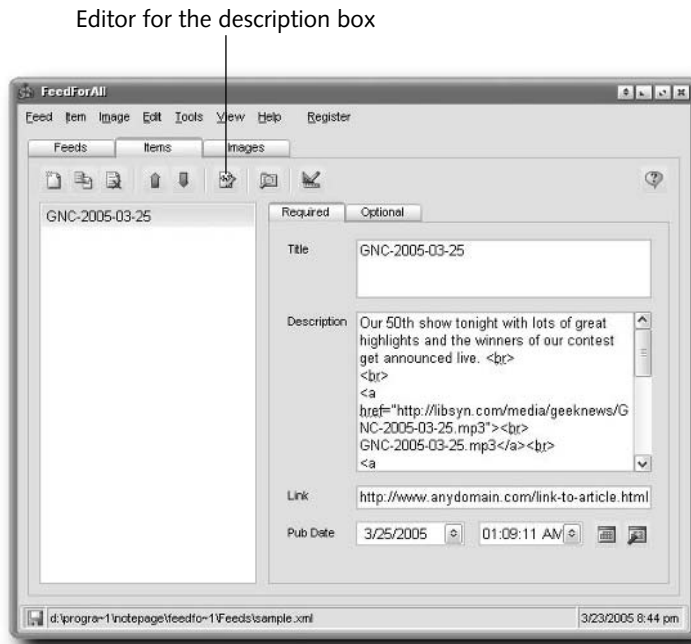 Editor for the description box
FeedForAll
Feed Item Image Edit Tools View Help Register
Feeds Items Images
GNC-2005-03-25
Required Optional
Title
GNC-2005-03-25
Description
Our 50th show tonight with lots of great
highlights and the winners of our contest
get announced live. <br>
<br>
<a
href="http://libsyn.com/media/geeknews/G
NC-2005-03-25.mp3"><br>
GNC-2005-03-25.mp3</a><br>
<a
Link
http://www.anydomain.com/link-to-article.html
Pub Date
3/25/2005 01:09:11 AM
d:\progra~1\notepage\feedfo~1\Feeds\sample.xml
3/23/2005 8:44 pm